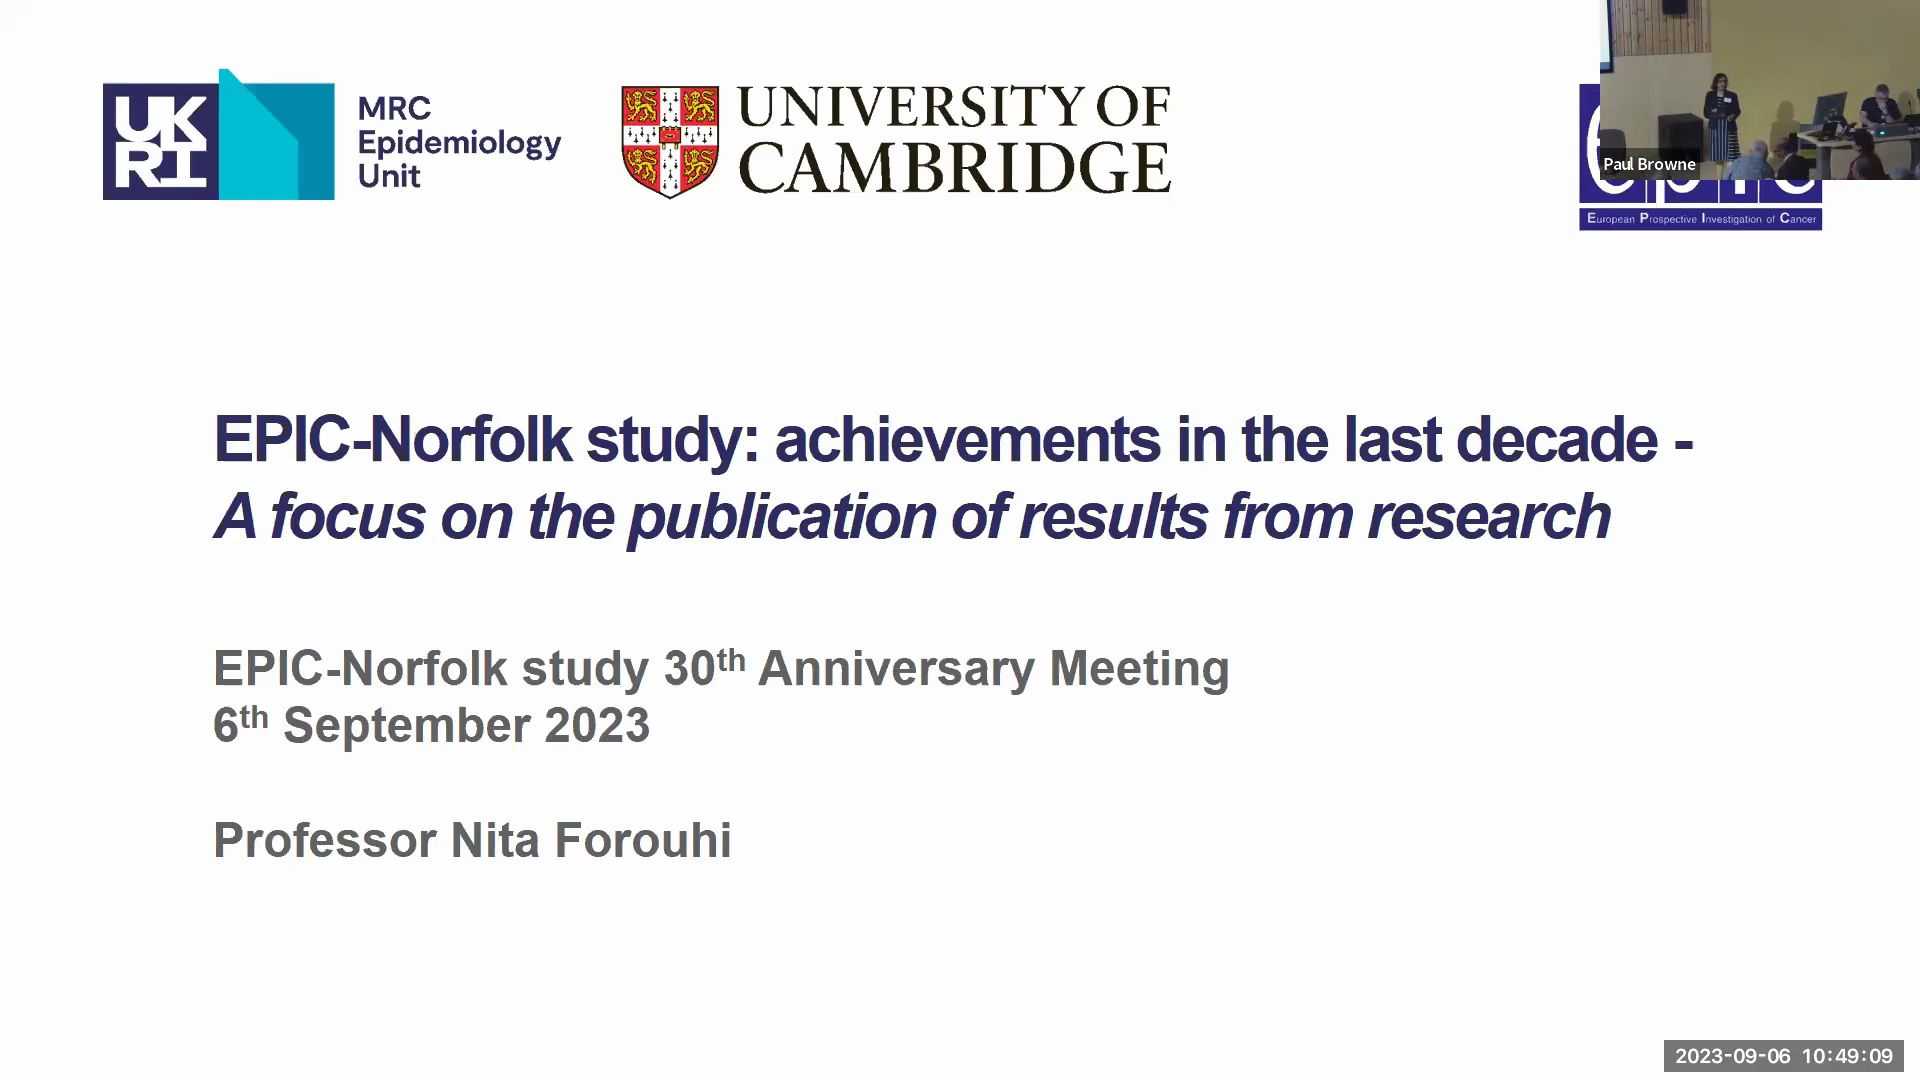 UK
RI
MRC
Epidemiology
Unit
UNIVERSITY OF
CAMBRIDGE
Paul Browne
European Prospective Investigation of Cancer
EPIC-Norfolk study: achievements in the last decade -
A focus on the publication of results from research
EPIC-Norfolk study 30th Anniversary Meeting
6th September 2023
Professor Nita Forouhi
2023-09-06 10:49:09